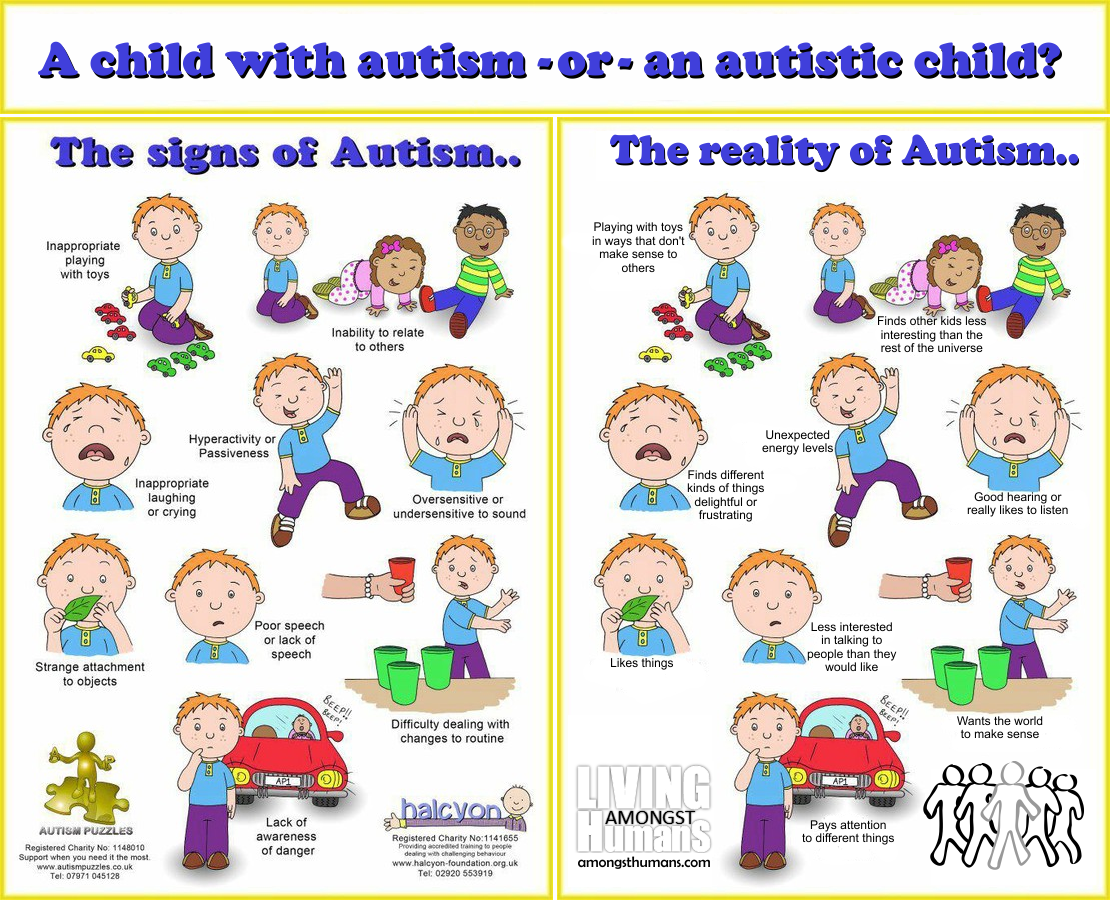 A child with autism -or- an autistic child?
The signs of Autism..
Inappropriate
playing
with toys
Inability to relate
to others
Hyperactivity or
Passiveness
Inappropriate
laughing
or crying
Oversensitive or
undersensitive to sound
Strange attachment
to objects
Poor speech
or lack of
speech
Difficulty dealing with
changes to routine
BEEP!!
BEEP!
AP1
Lack of
awareness
of danger
AUTISM PUZZLES
Registered Charity No: 1148010
Support when you need it the most.
www.autismpuzzles.co.uk
Tel: 07971 045128
halcyon
Registered Charity No:1141655
Providing accredited training to people
dealing with challenging behaviour
www.halcyon-foundation.org.uk
Tel: 02920 553919
The reality of Autism..
Playing with toys
in ways that don't
make sense to
others
Finds other kids less
interesting than the
rest of the universe
Unexpected
energy levels
Finds different
kinds of things
delightful or
frustrating
Good hearing or
really likes to listen
Likes things
Less interested
in talking to
people than they
would like
Wants the world
to make sense
BEEP!!
BEEP!
AP1
Pays attention
to different things
LIVING
AMONGST
Humans
amongsthumans.com